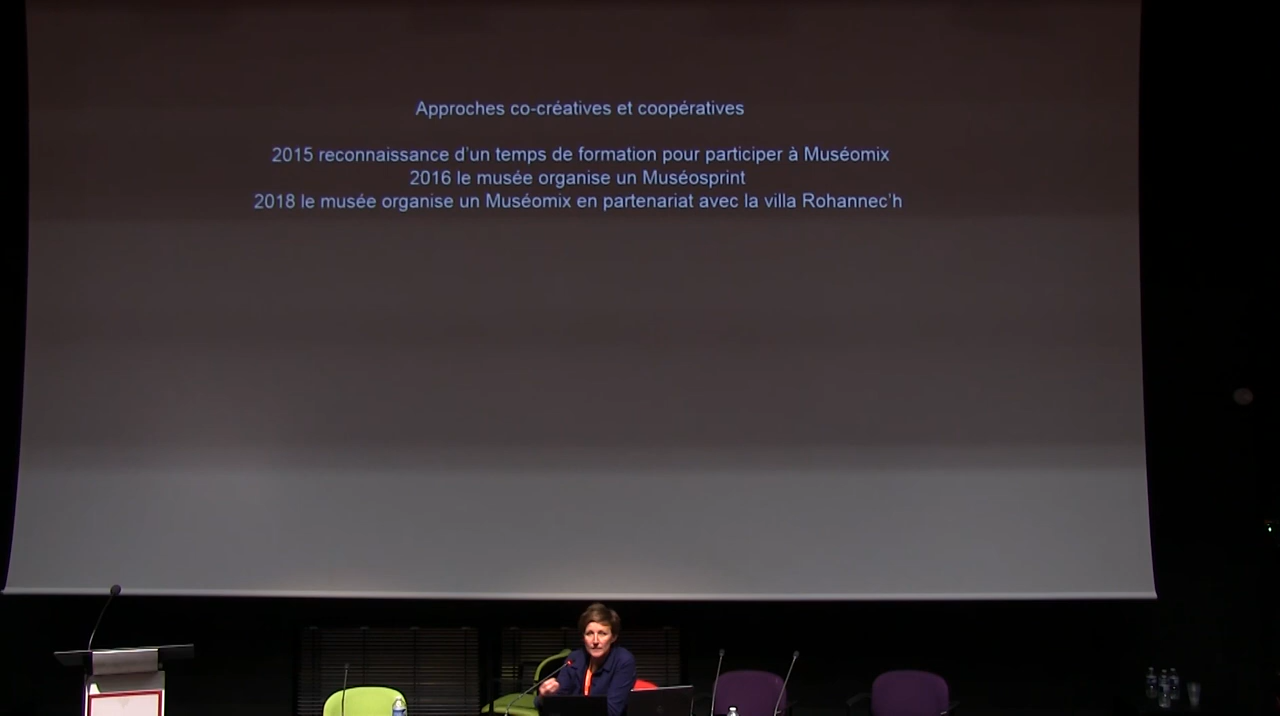 Approches co-créatives et coopératives
2015 reconnaissance d'un temps de formation pour participer à Muséomix
2016 le musée organise un Muséosprint
2018 le musée organise un Muséomix en partenariat avec la villa Rohannec'h